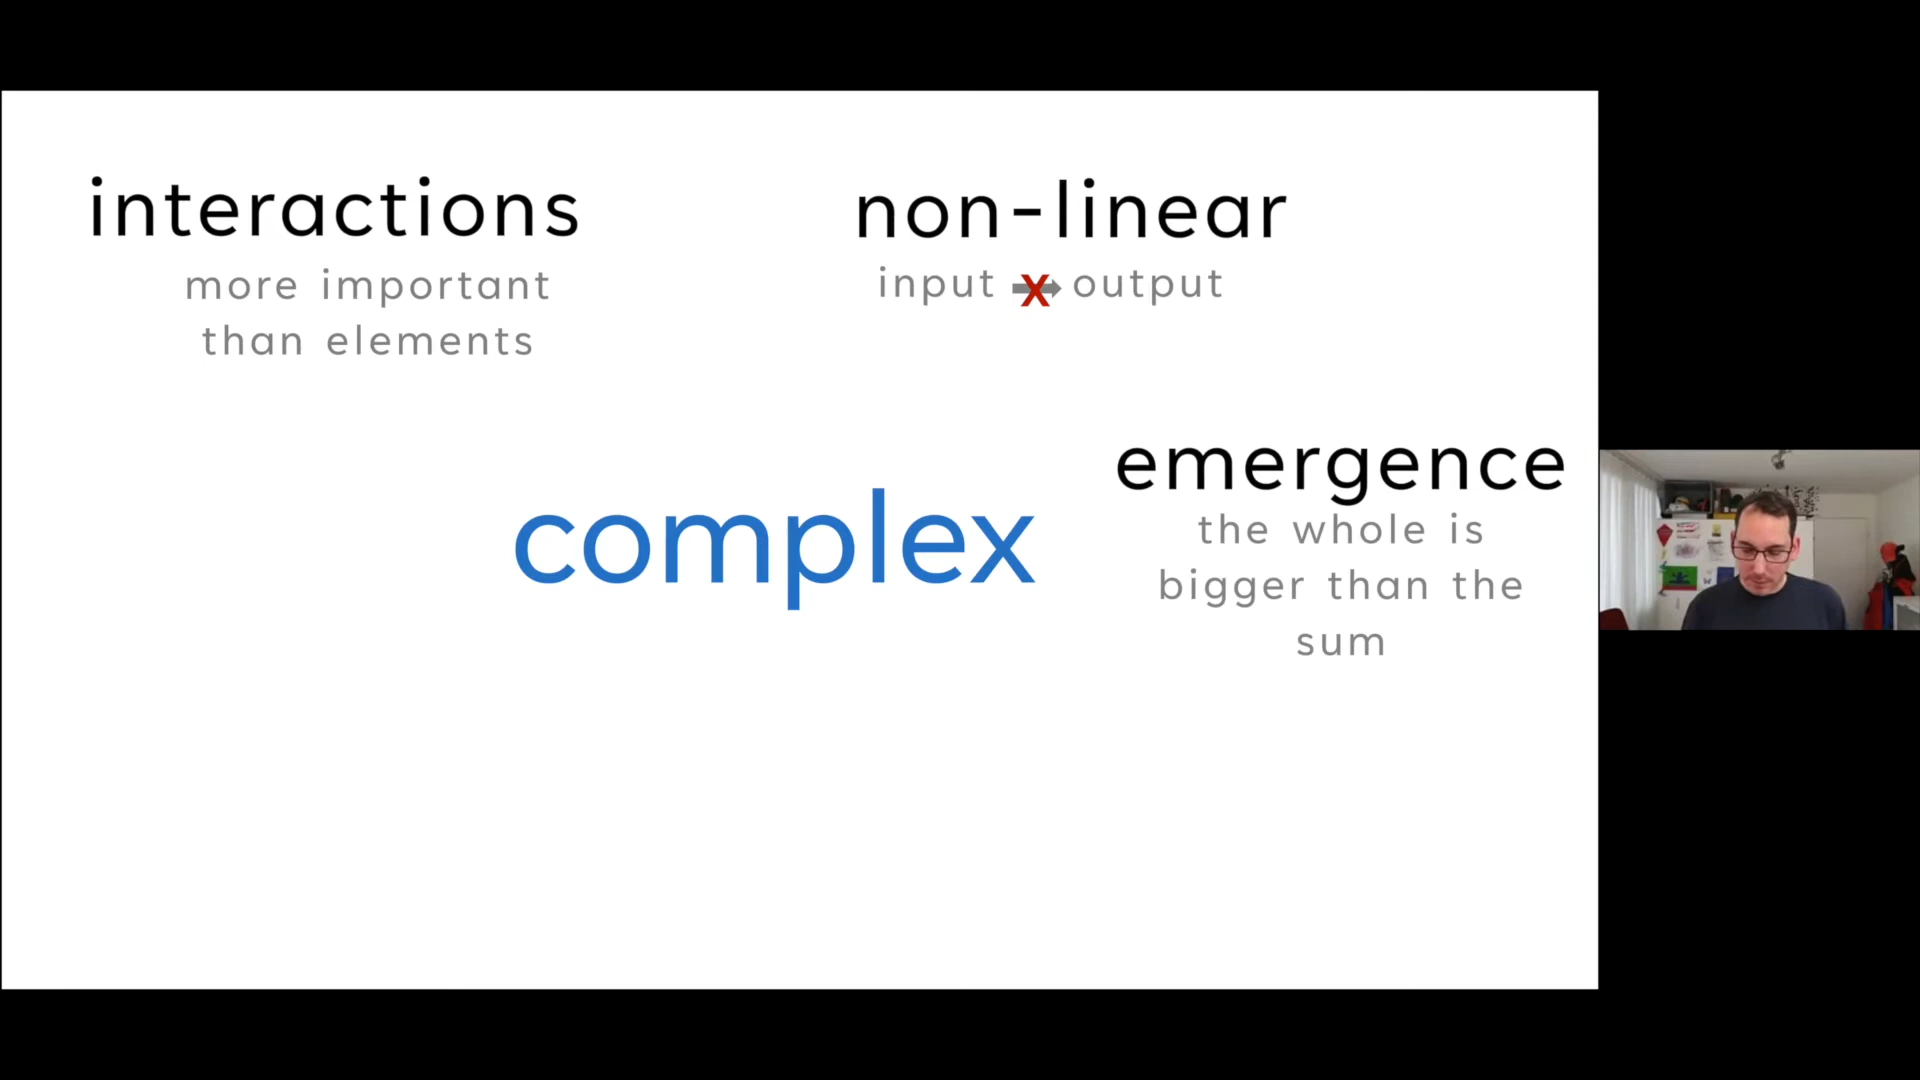 interactions
more important
than elements
non-linear
input X output
emergence
the whole is
bigger than the
sum
complex